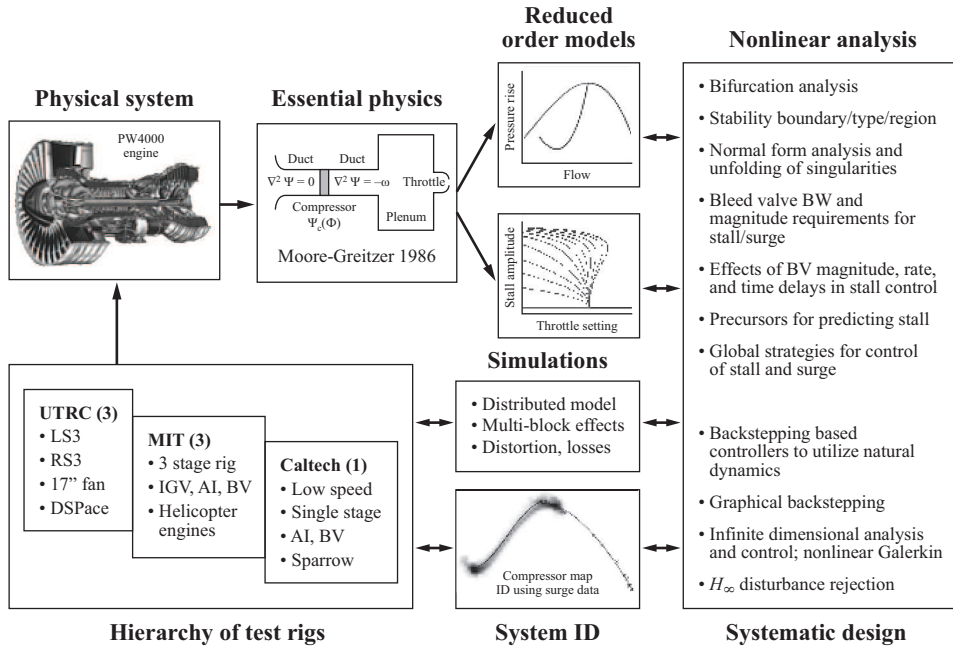 Physical system
PW4000
engine
Essential physics
Duct
Duct
∇² Ψ = 0
∇² Ψ = –ω
Throttle
Compressor
Ψc(Φ)
Plenum
Moore-Greitzer 1986
Reduced
order models
Pressure rise
Flow
Stall amplitude
Throttle setting
Nonlinear analysis
• Bifurcation analysis
• Stability boundary/type/region
• Normal form analysis and
unfolding of singularities
• Bleed valve BW and
magnitude requirements for
stall/surge
• Effects of BV magnitude, rate,
and time delays in stall control
• Precursors for predicting stall
• Global strategies for control
of stall and surge
• Backstepping based
controllers to utilize natural
dynamics
• Graphical backstepping
• Infinite dimensional analysis
and control; nonlinear Galerkin
• H∞ disturbance rejection
Systematic design
Simulations
• Distributed model
• Multi-block effects
• Distortion, losses
Compressor map
ID using surge data
System ID
UTRC (3)
• LS3
• RS3
• 17” fan
• DSPace
MIT (3)
• 3 stage rig
• IGV, AI, BV
• Helicopter
engines
Caltech (1)
• Low speed
• Single stage
• AI, BV
• Sparrow
Hierarchy of test rigs